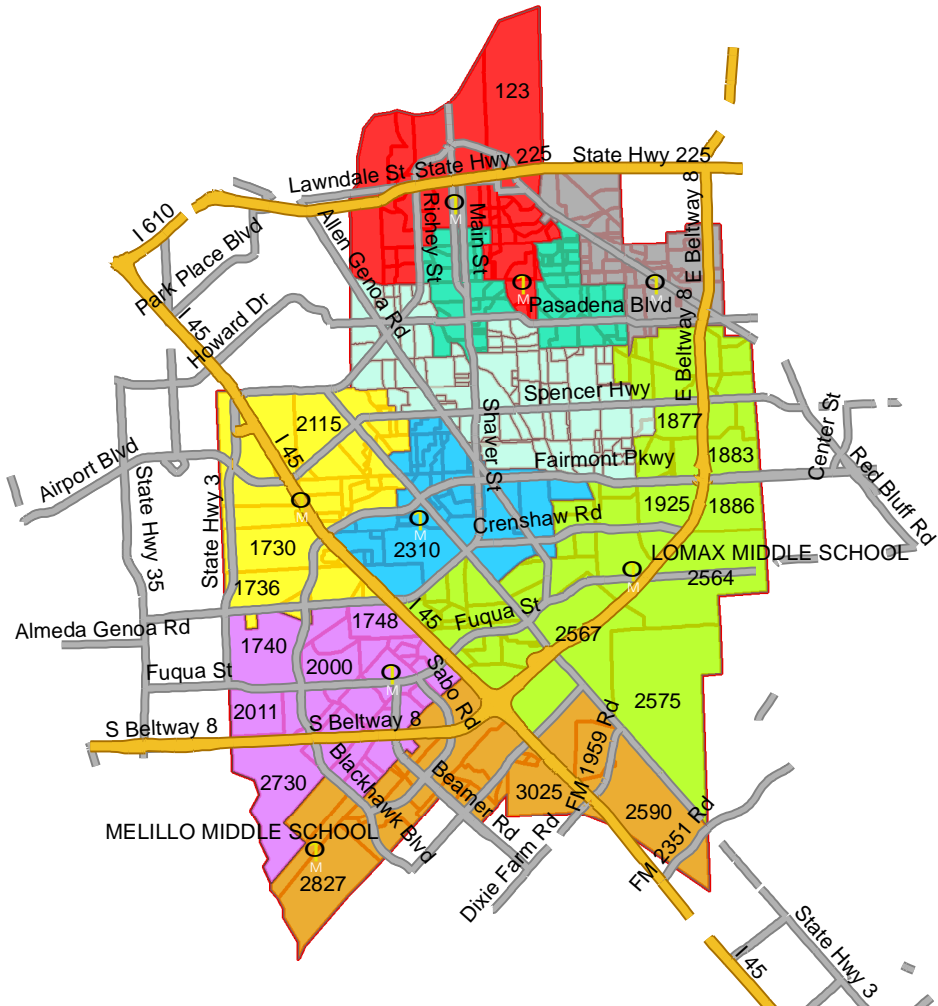 123
State Hwy 225
State Hwy 225
Lawndale St
I 610
Park Place Blvd
Allen Genoa Rd
Richey St
Main St
M
E Beltway 8
E Beltway 8
M
M
Pasadena Blvd
I 45
Howard Dr
Spencer Hwy
2115
1877
Shaver St
Center St
I 45
Fairmont Pkwy
1883
Airport Blvd
State Hwy 35
State Hwy 3
Red Bluff Rd
M
1925
1886
M
Crenshaw Rd
1730
2310
LOMAX MIDDLE SCHOOL
M
2564
1736
I 45
Fuqua St
1748
Almeda Genoa Rd
1740
2567
2000
Fuqua St
M
Sabo Rd
2575
2011
S Beltway 8
S Beltway 8
FM 1959 Rd
2730
Blackhawk Blvd
Beamer Rd
3025
2590
MELILLO MIDDLE SCHOOL
M
2827
Dixie Farm Rd
FM 2351 Rd
State Hwy 3
I 45